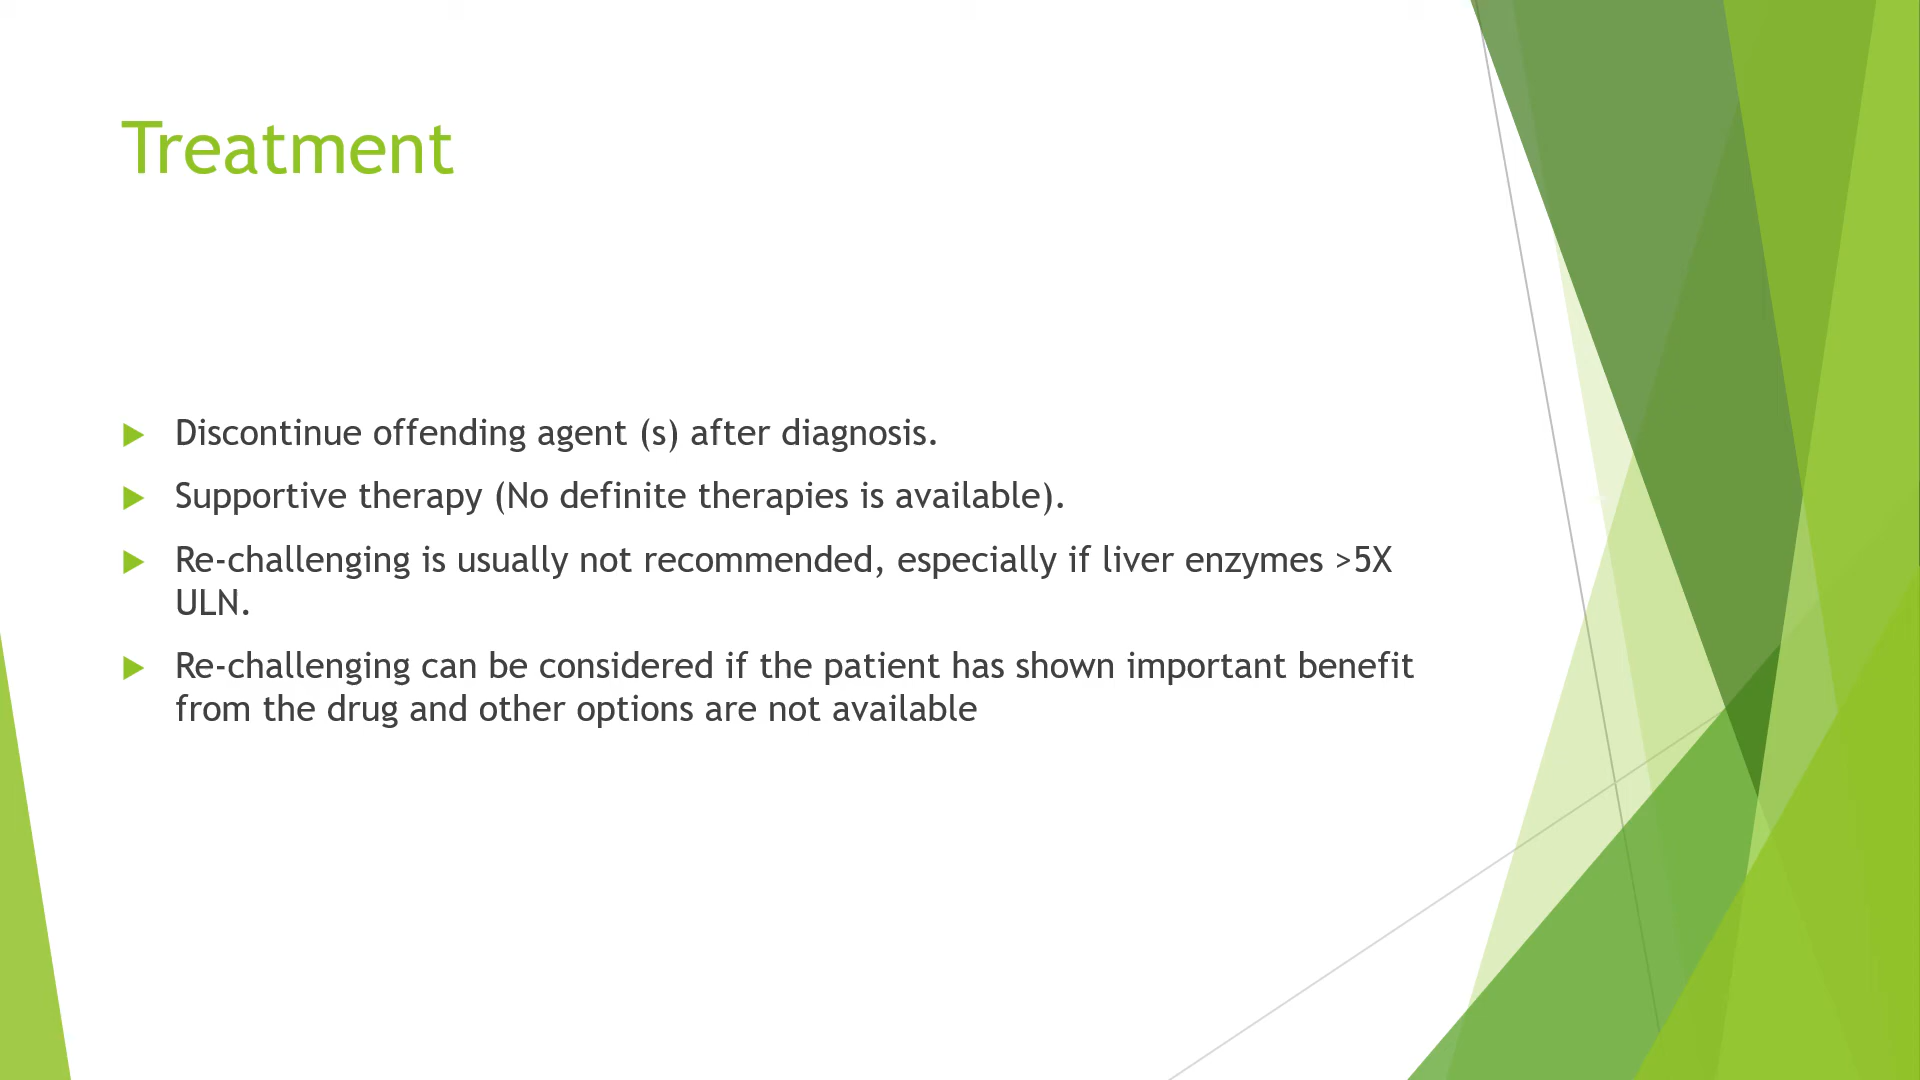 Treatment
Discontinue offending agent (s) after diagnosis.
Supportive therapy (No definite therapies is available).
Re-challenging is usually not recommended, especially if liver enzymes >5X
ULN.
Re-challenging can be considered if the patient has shown important benefit
from the drug and other options are not available